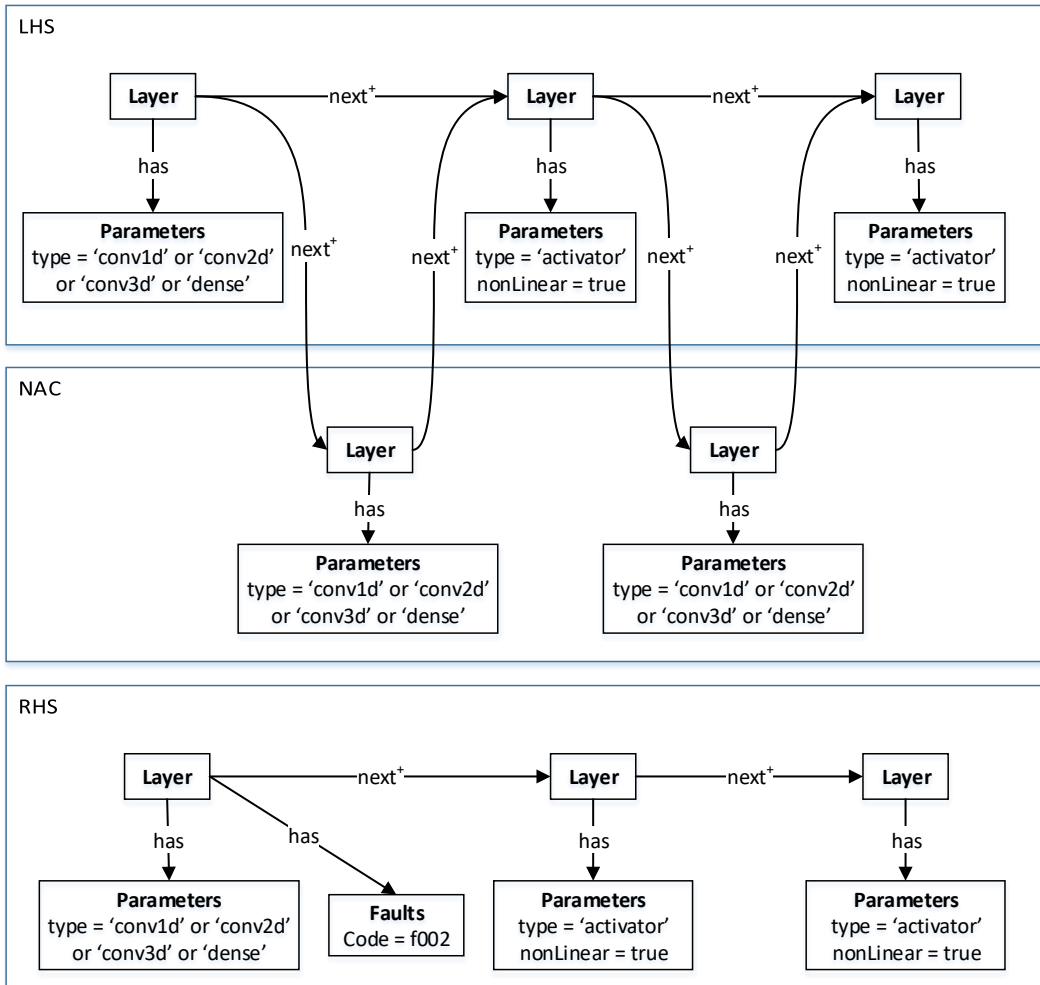 LHS
Layer
next⁺
Layer
next⁺
Layer
has
has
has
Parameters
type = ‘conv1d’ or ‘conv2d’
or ‘conv3d’ or ‘dense’
next⁺
next⁺
Parameters
type = ‘activator’
nonLinear = true
next⁺
next⁺
Parameters
type = ‘activator’
nonLinear = true
NAC
Layer
Layer
has
has
Parameters
type = ‘conv1d’ or ‘conv2d’
or ‘conv3d’ or ‘dense’
Parameters
type = ‘conv1d’ or ‘conv2d’
or ‘conv3d’ or ‘dense’
RHS
Layer
next⁺
Layer
next⁺
Layer
has
has
has
has
Parameters
type = ‘conv1d’ or ‘conv2d’
or ‘conv3d’ or ‘dense’
Faults
Code = f002
Parameters
type = ‘activator’
nonLinear = true
Parameters
type = ‘activator’
nonLinear = true